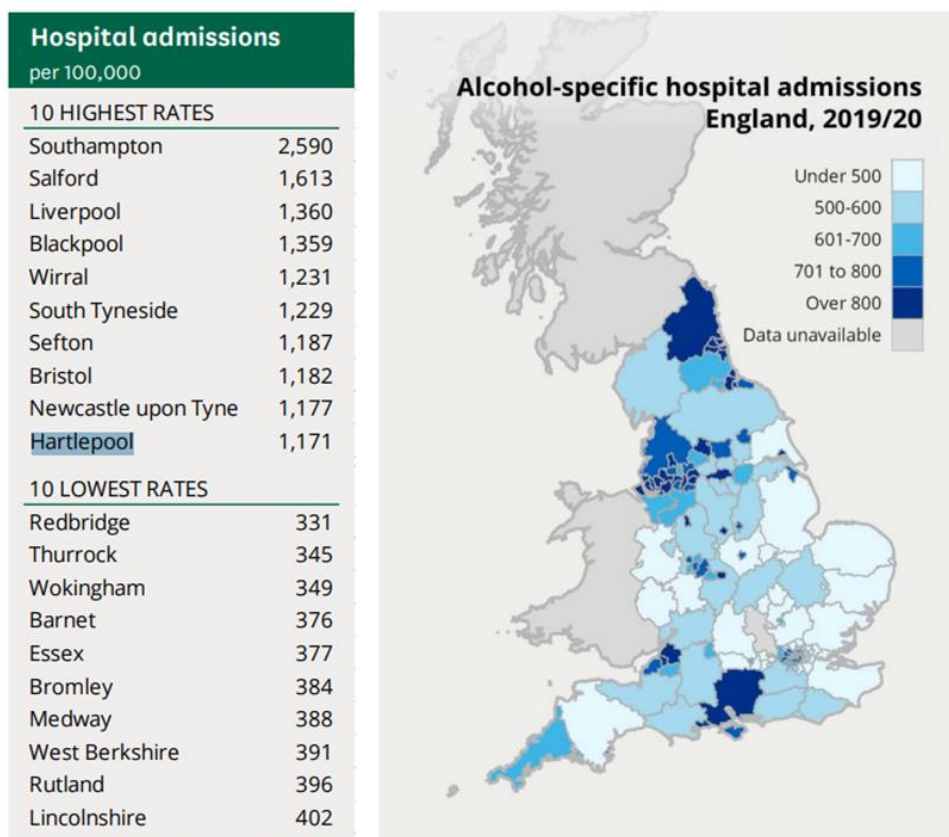 Hospital admissions
per 100,000
10 HIGHEST RATES
Southampton 2,590
Salford 1,613
Liverpool 1,360
Blackpool 1,359
Wirral 1,231
South Tyneside 1,229
Sefton 1,187
Bristol 1,182
Newcastle upon Tyne 1,177
Hartlepool 1,171
10 LOWEST RATES
Redbridge 331
Thurrock 345
Wokingham 349
Barnet 376
Essex 377
Bromley 384
Medway 388
West Berkshire 391
Rutland 396
Lincolnshire 402
Alcohol-specific hospital admissions
England, 2019/20
Under 500
500-600
601-700
701 to 800
Over 800
Data unavailable